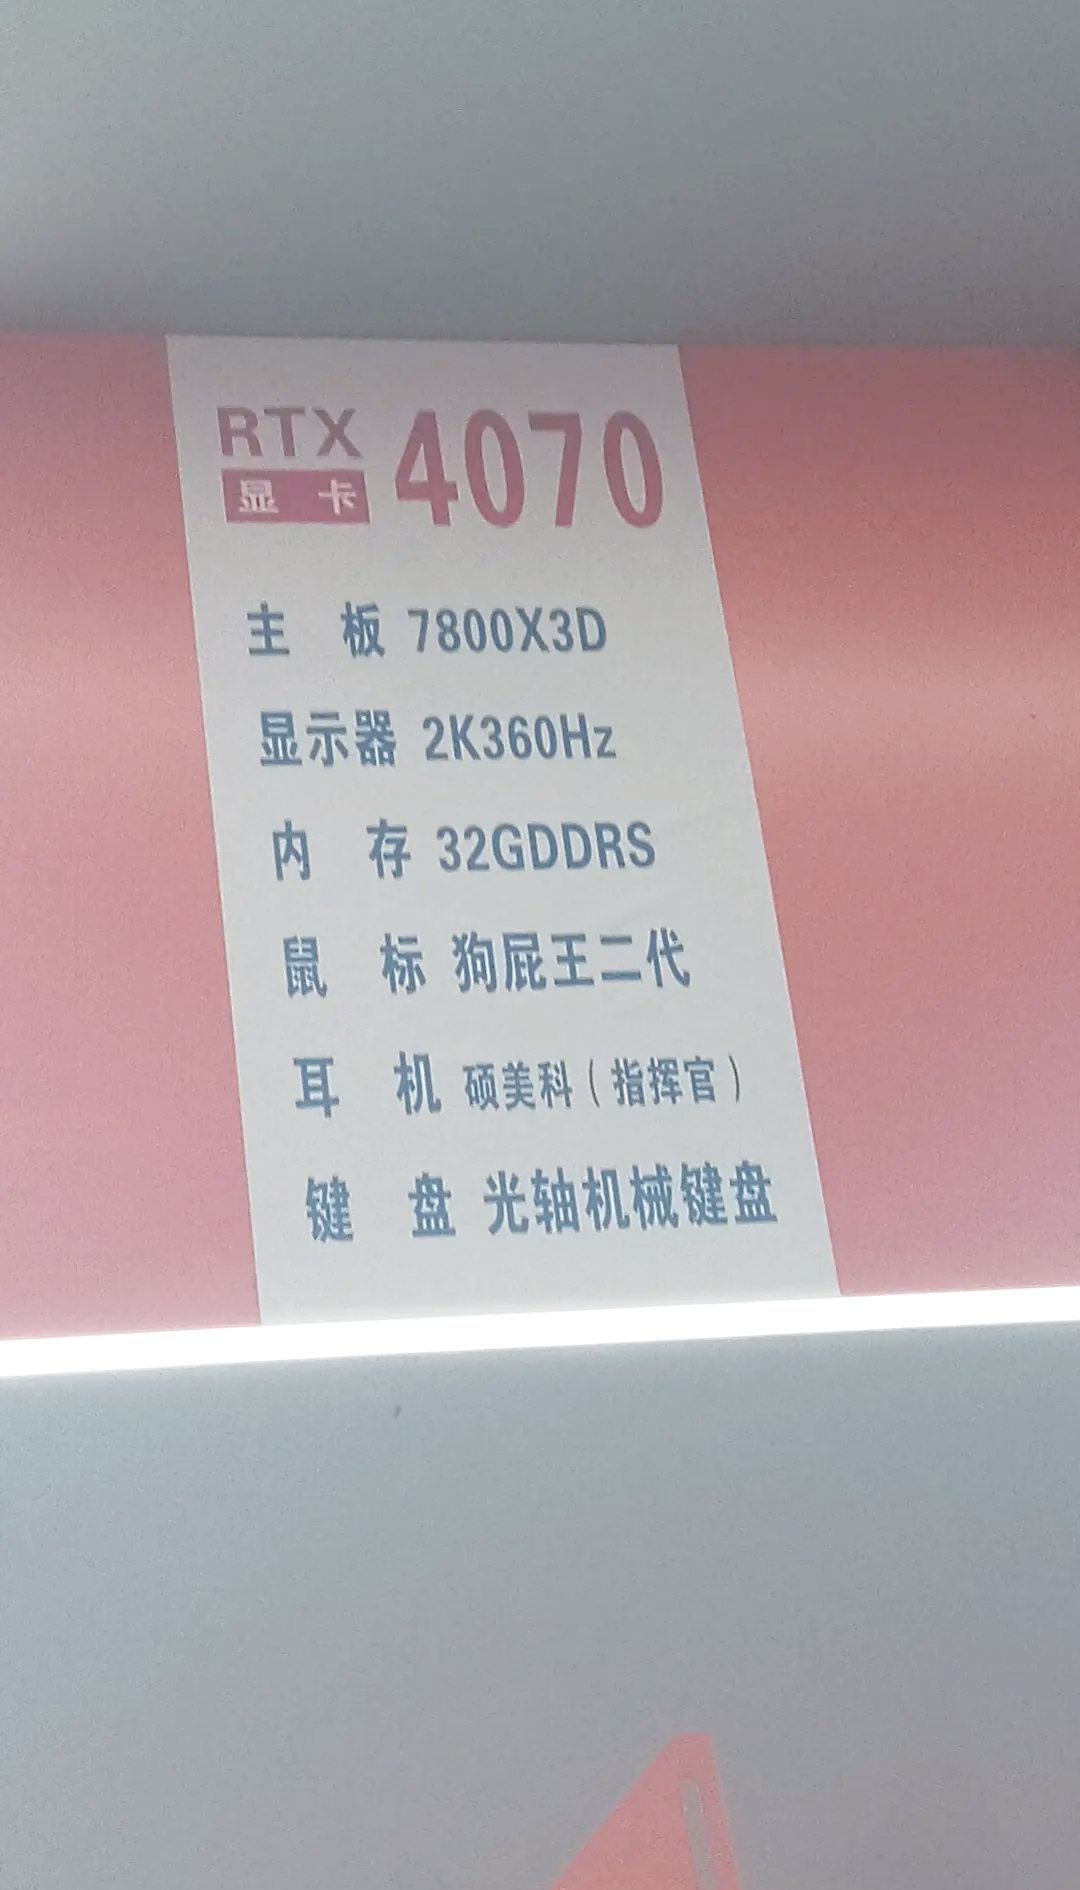 RTX 4070
显 卡
主 板 7800X3D
显示器 2K360Hz
内 存 32GDDRS
鼠 标 狗屁王二代
耳 机 硕美科（指挥官）
键 盘 光轴机械键盘